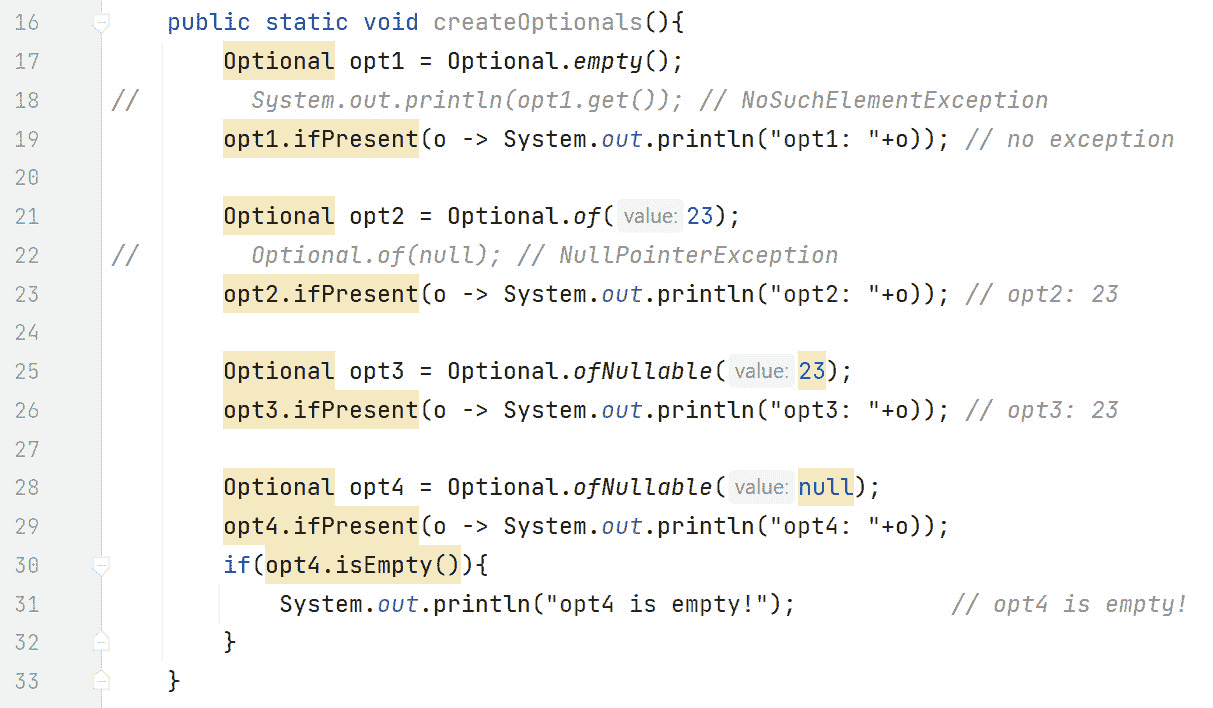 16 public static void createOptionals(){
17 Optional opt1 = Optional.empty();
18 // System.out.println(opt1.get()); // NoSuchElementException
19 opt1.ifPresent(o -> System.out.println("opt1: "+o)); // no exception
20
21 Optional opt2 = Optional.of( value: 23);
22 // Optional.of(null); // NullPointerException
23 opt2.ifPresent(o -> System.out.println("opt2: "+o)); // opt2: 23
24
25 Optional opt3 = Optional.ofNullable( value: 23);
26 opt3.ifPresent(o -> System.out.println("opt3: "+o)); // opt3: 23
27
28 Optional opt4 = Optional.ofNullable( value: null);
29 opt4.ifPresent(o -> System.out.println("opt4: "+o));
30 if(opt4.isEmpty()){
31 System.out.println("opt4 is empty!"); // opt4 is empty!
32 }
33 }